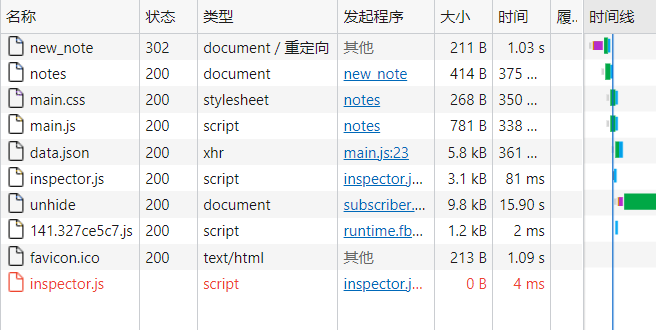 名称 状态 类型 发起程序 大小 时间 履.. 时间线
new_note 302 document / 重定向 其他 211 B 1.03 s
notes 200 document new_note 414 B 375 ...
main.css 200 stylesheet notes 268 B 350 ...
main.js 200 script notes 781 B 338 ...
data.json 200 xhr main.js:23 5.8 kB 361 ...
inspector.js 200 script inspector.j... 3.1 kB 81 ms
unhide 200 document subscriber.... 9.8 kB 15.90 s
141.327ce5c7.js 200 script runtime.fb... 1.2 kB 2 ms
favicon.ico 200 text/html 其他 213 B 1.09 s
inspector.js script inspector.j... 0 B 4 ms